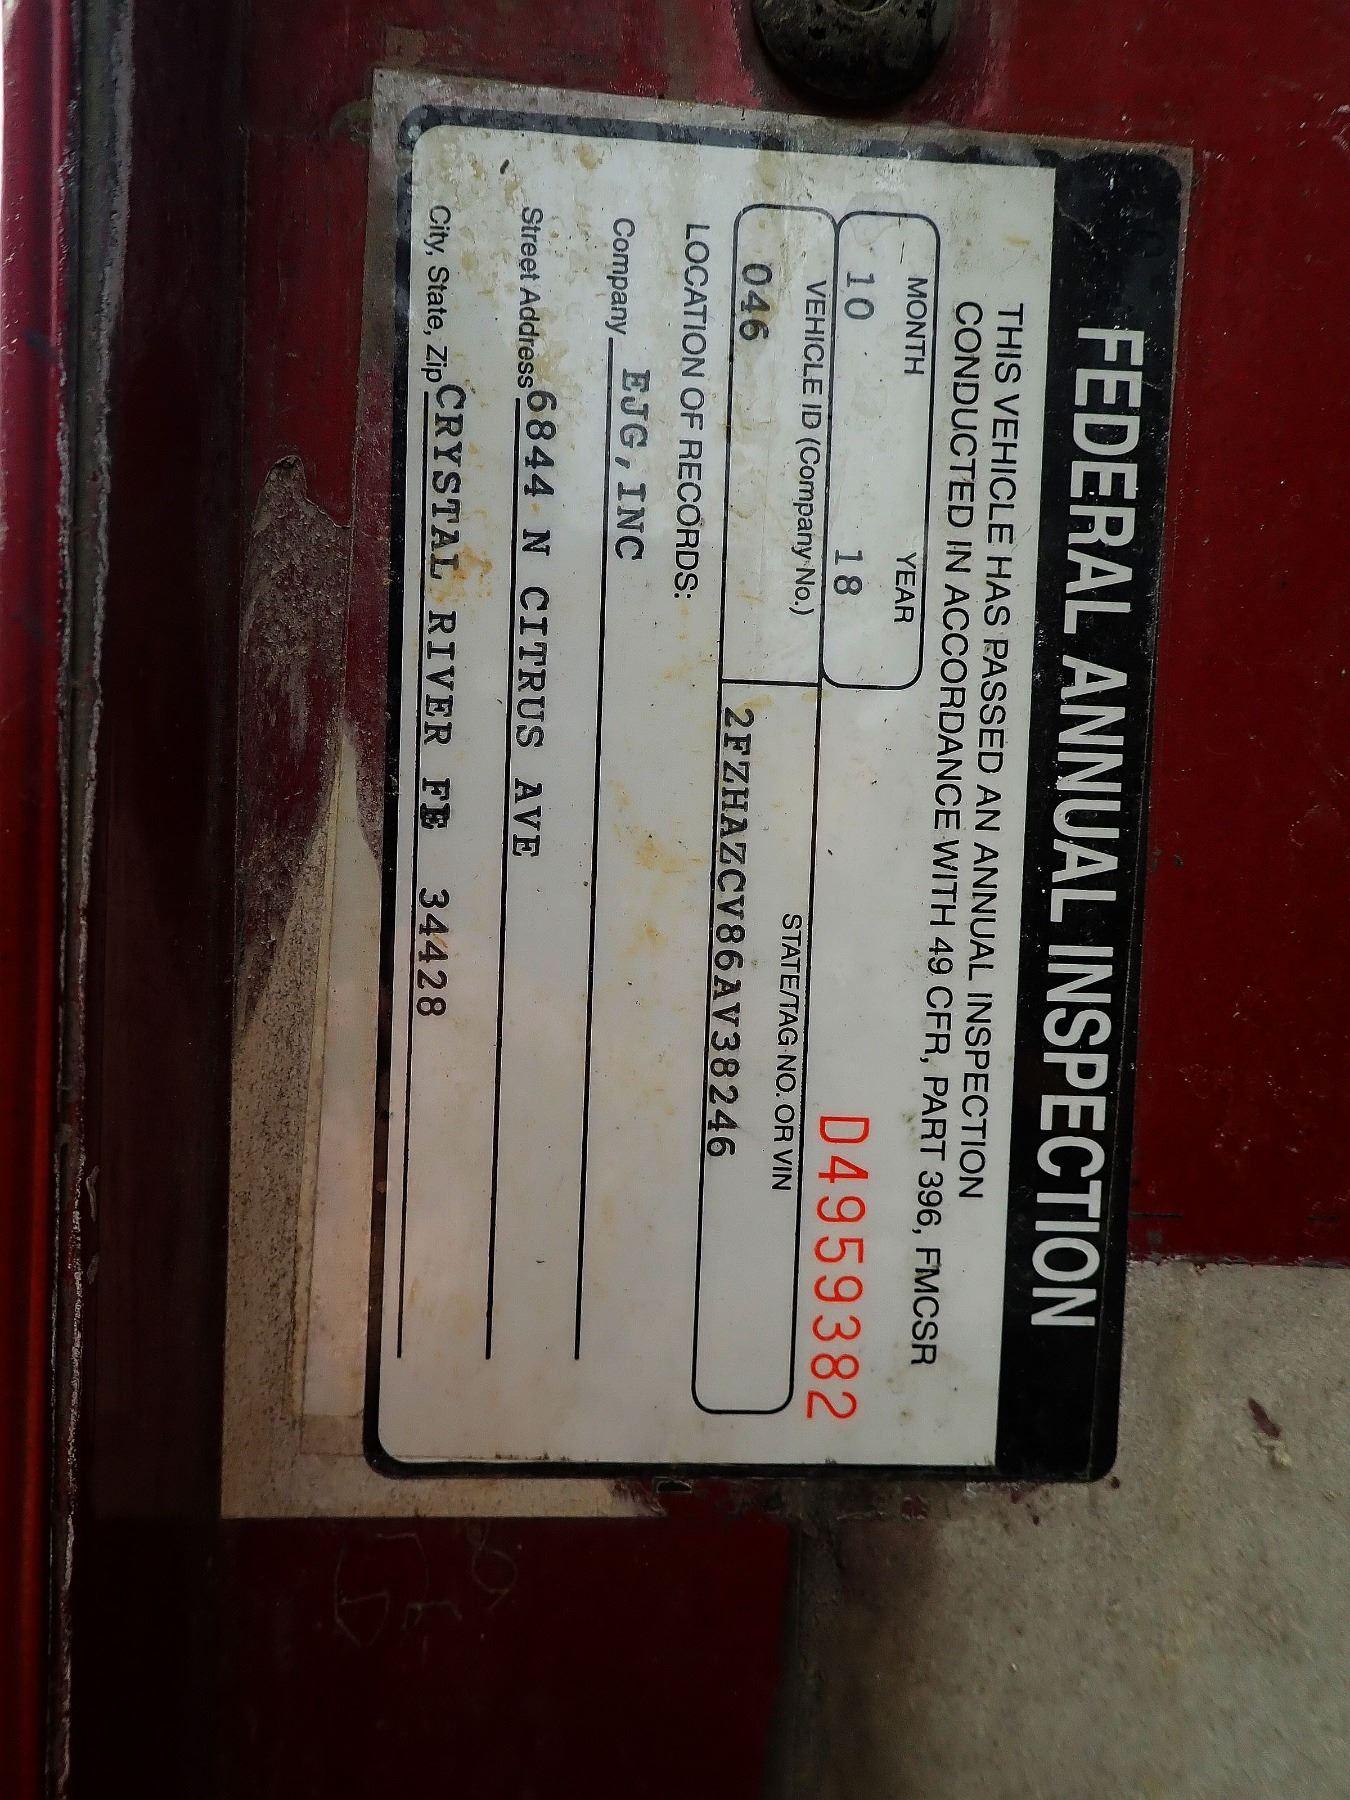 FEDERAL ANNUAL INSPECTION
THIS VEHICLE HAS PASSED AN ANNUAL INSPECTION
CONDUCTED IN ACCORDANCE WITH 49 CFR, PART 396, FMCSR
MONTH YEAR
10 18
D4959382
VEHICLE ID (Company No.) STATE/TAG NO. OR VIN
046 2FZHAZCV86AV38246
LOCATION OF RECORDS:
Company EJG,INC
Street Address 6844 N CITRUS AVE
City, State, Zip CRYSTAL RIVER 34428